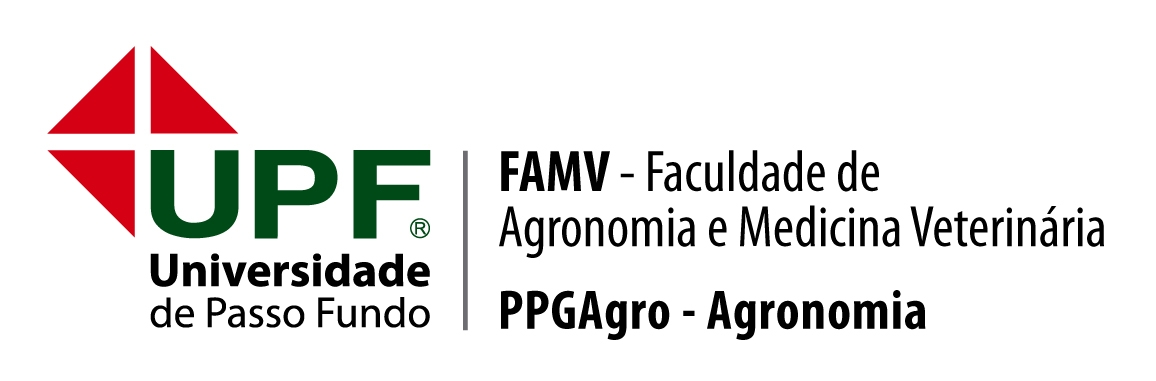 UPF®
Universidade
de Passo Fundo
FAMV - Faculdade de
Agronomia e Medicina Veterinária
PPGAgro - Agronomia